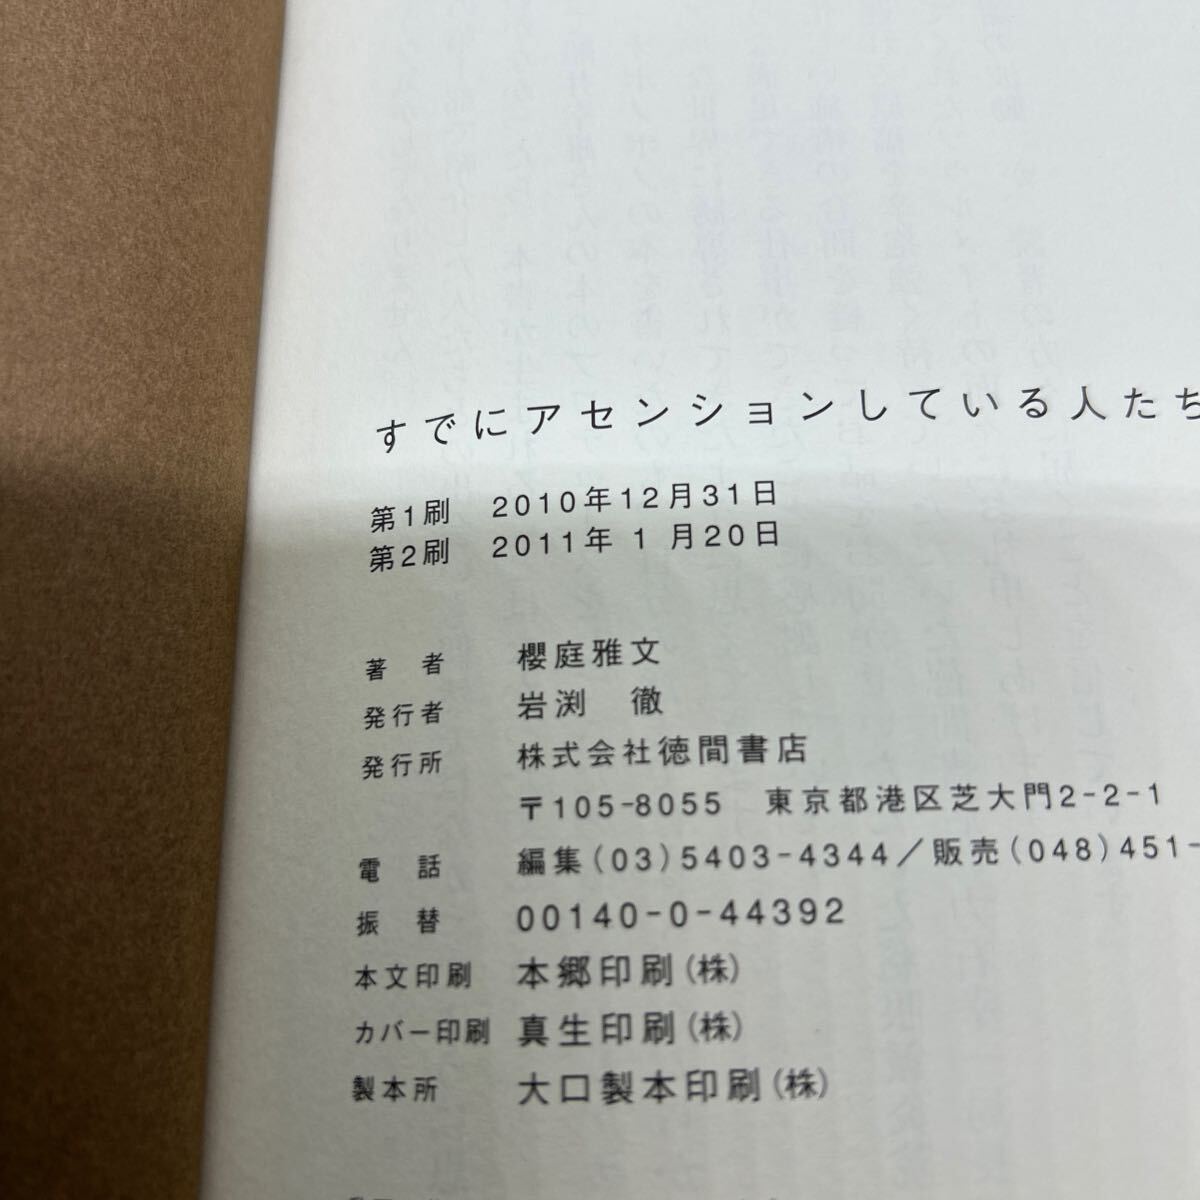 すでにアセンションしている人たち
第1刷 2010年12月31日
第2刷 2011年1月20日
著者 櫻庭雅文
発行者 岩渕 徹
発行所 株式会社徳間書店
〒105-8055 東京都港区芝大門2-2-1
電話 編集(03)5403-4344/販売(048)451-
振替 00140-0-44392
本文印刷 本郷印刷(株)
カバー印刷 真生印刷(株)
製本所 大口製本印刷(株)